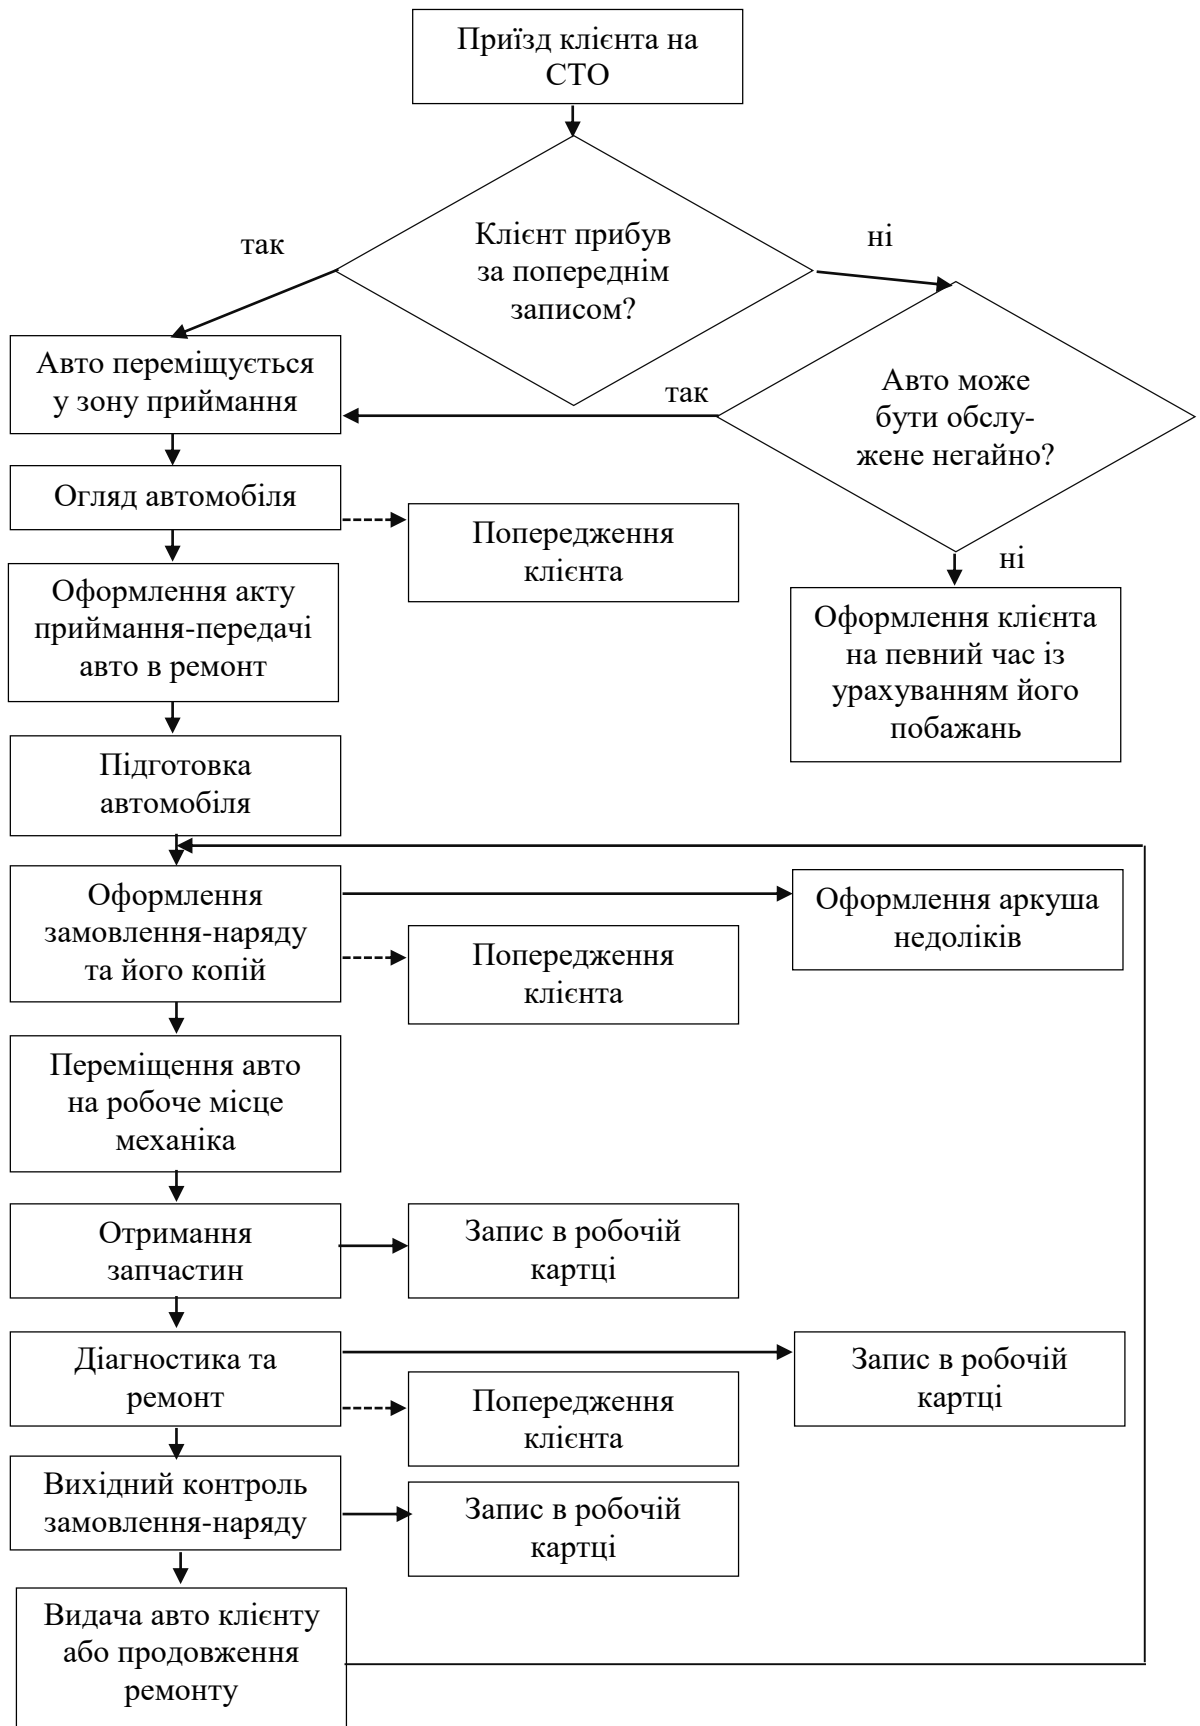 Приїзд клієнта на
СТО
Клієнт прибув
за попереднім
записом?
так
ні
Авто переміщується
у зону приймання
так
Авто може
бути обслу-
жене негайно?
Огляд автомобіля
Попередження
клієнта
ні
Оформлення акту
приймання-передачі
авто в ремонт
Оформлення клієнта
на певний час із
урахуванням його
побажань
Підготовка
автомобіля
Оформлення
замовлення-наряду
та його копій
Оформлення аркуша
недоліків
Попередження
клієнта
Переміщення авто
на робоче місце
механіка
Отримання
запчастин
Запис в робочій
картці
Діагностика та
ремонт
Запис в робочій
картці
Попередження
клієнта
Вихідний контроль
замовлення-наряду
Запис в робочій
картці
Видача авто клієнту
або продовження
ремонту